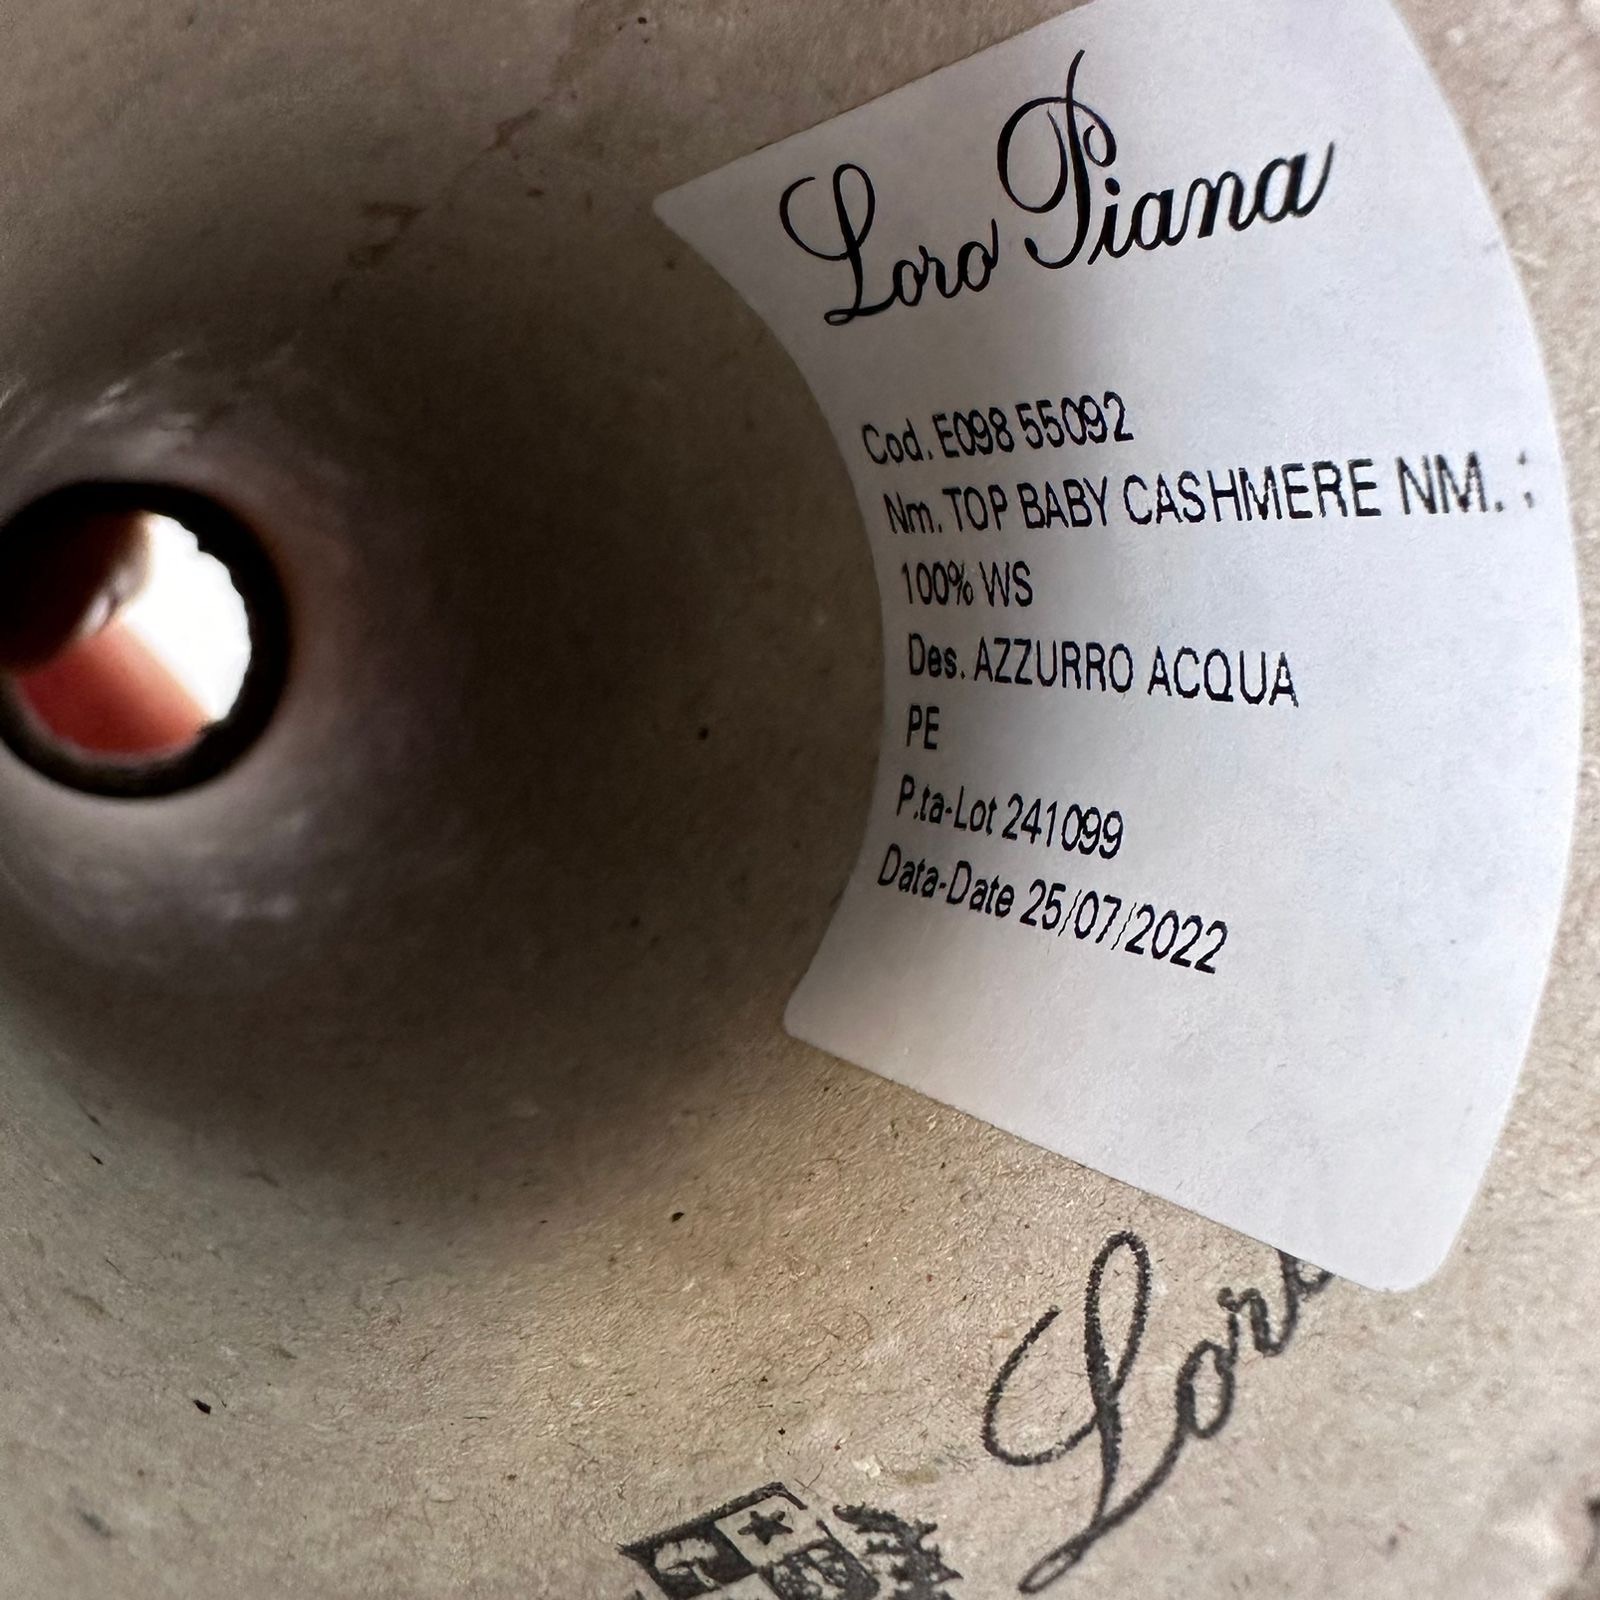 Loro Piana
Cod. E098 55092
Nm. TOP BABY CASHMERE NM. :
100% WS
Des. AZZURRO ACQUA
PE
P.ta-Lot 241099
Data-Date 25/07/2022
Loro